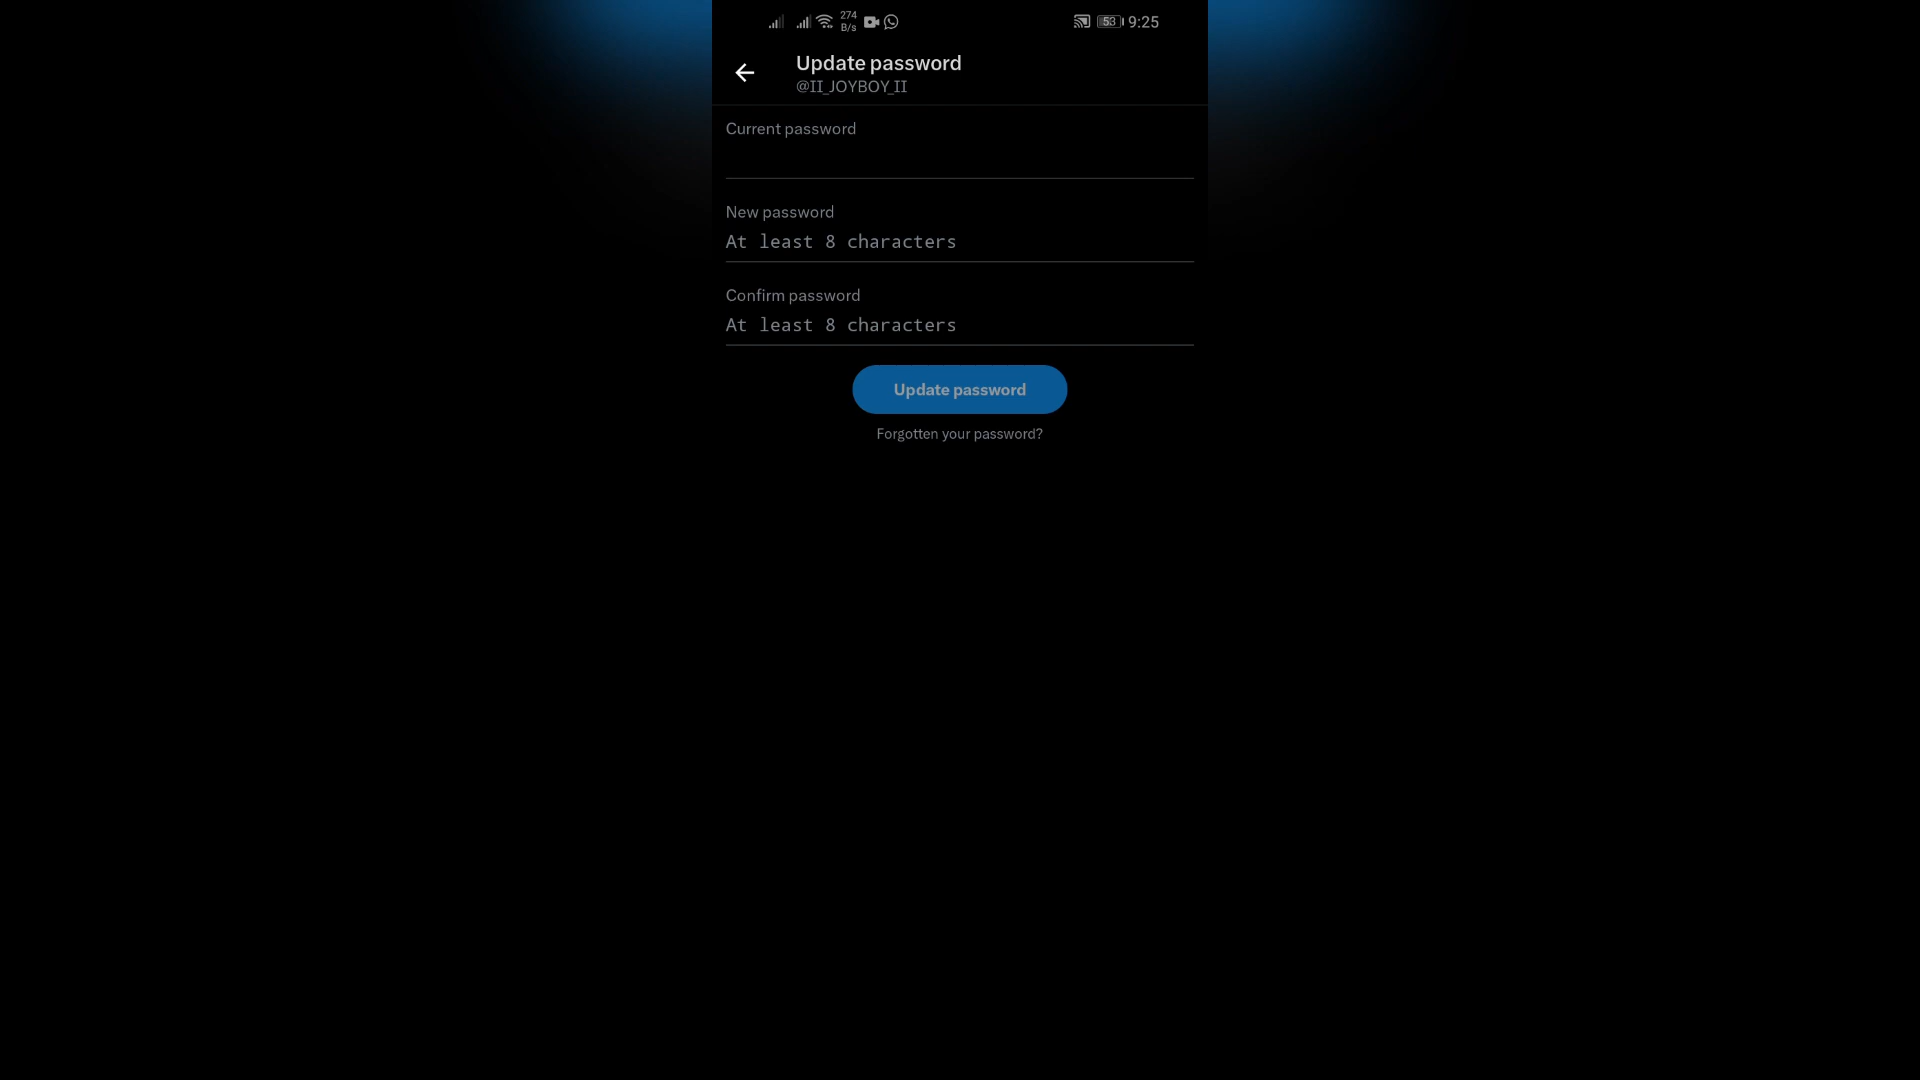 274
B/s
53
9:25
Update password
@II_JOYBOY_II
Current password
New password
At least 8 characters
Confirm password
At least 8 characters
Update password
Forgotten your password?